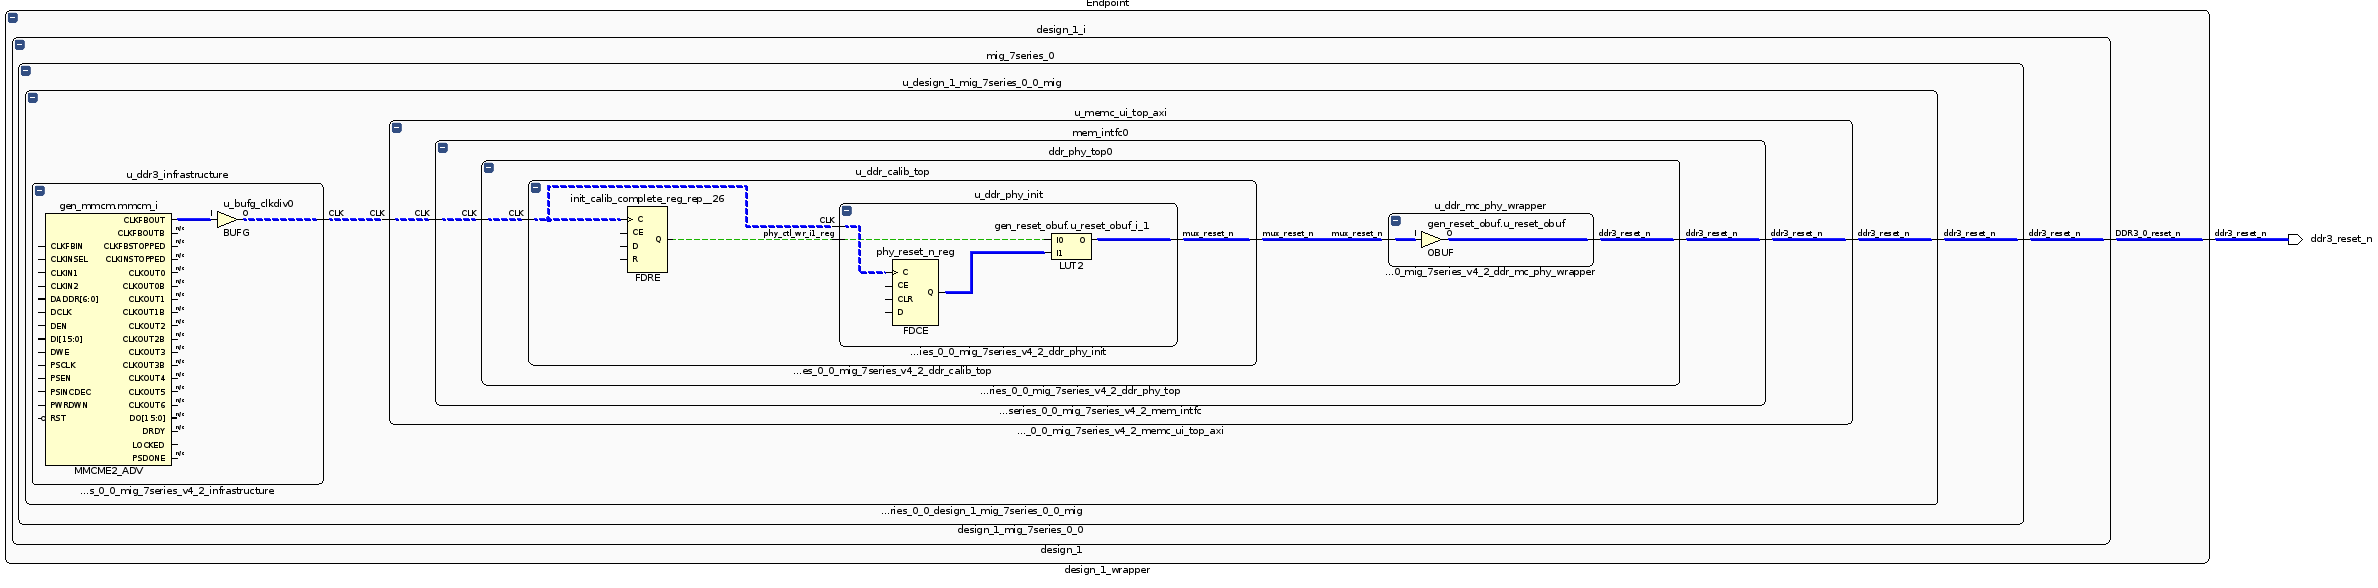 Endpoint
design_1_i
mig_7series_0
u_design_1_mig_7series_0_0_mig
u_memc_ui_top_axi
mem_intfc0
ddr_phy_top0
u_ddr3_infrastructure
u_ddr_calib_top
gen_mmcm.mmcm_i
u_bufg_clkdiv0
I
O
BUFG
CLKFBIN
CLKINSEL
CLKIN1
CLKIN2
DADDR[6:0]
DCLK
DEN
DI[15:0]
DWE
PSCLK
PSEN
PSINCDEC
PWRDWN
RST
CLKFBOUT
CLKFBOUTB
n/c
CLKFBSTOPPED
n/c
CLKINSTOPPED
n/c
CLKOUT0
n/c
CLKOUT0B
n/c
CLKOUT1
n/c
CLKOUT1B
n/c
CLKOUT2
n/c
CLKOUT2B
n/c
CLKOUT3
n/c
CLKOUT3B
n/c
CLKOUT4
n/c
CLKOUT5
n/c
CLKOUT6
n/c
DO[15:0]
n/c
DRDY
n/c
LOCKED
PSDONE
n/c
MMCME2_ADV
...s_0_0_mig_7series_v4_2_infrastructure
CLK
CLK
CLK
CLK
CLK
init_calib_complete_reg_rep__26
C
CE
D
R
Q
FDRE
u_ddr_phy_init
CLK
phy_ctl_wr_i1_reg
phy_reset_n_reg
C
CE
CLR
D
Q
FDCE
gen_reset_obuf.u_reset_obuf_i_1
I0
I1
O
LUT2
...ies_0_0_mig_7series_v4_2_ddr_phy_init
...es_0_0_mig_7series_v4_2_ddr_calib_top
mux_reset_n
mux_reset_n
mux_reset_n
u_ddr_mc_phy_wrapper
gen_reset_obuf.u_reset_obuf
I
O
OBUF
...0_mig_7series_v4_2_ddr_mc_phy_wrapper
ddr3_reset_n
ddr3_reset_n
ddr3_reset_n
ddr3_reset_n
ddr3_reset_n
ddr3_reset_n
DDR3_0_reset_n
ddr3_reset_n
ddr3_reset_n
...ries_0_0_mig_7series_v4_2_ddr_phy_top
...series_0_0_mig_7series_v4_2_mem_intfc
..._0_0_mig_7series_v4_2_memc_ui_top_axi
...ries_0_0_design_1_mig_7series_0_0_mig
design_1_mig_7series_0_0
design_1
design_1_wrapper